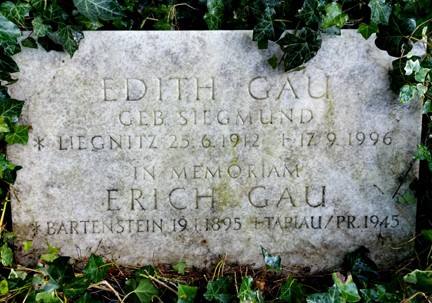 EDITH GAU
GEB SIEGMUND
* LIEGNITZ 25.6.1912 +17.9.1996
IN MEMORIAM
ERICH GAU
* BARTENSTEIN 19.1.1895 +TAPIAU/PR.1945